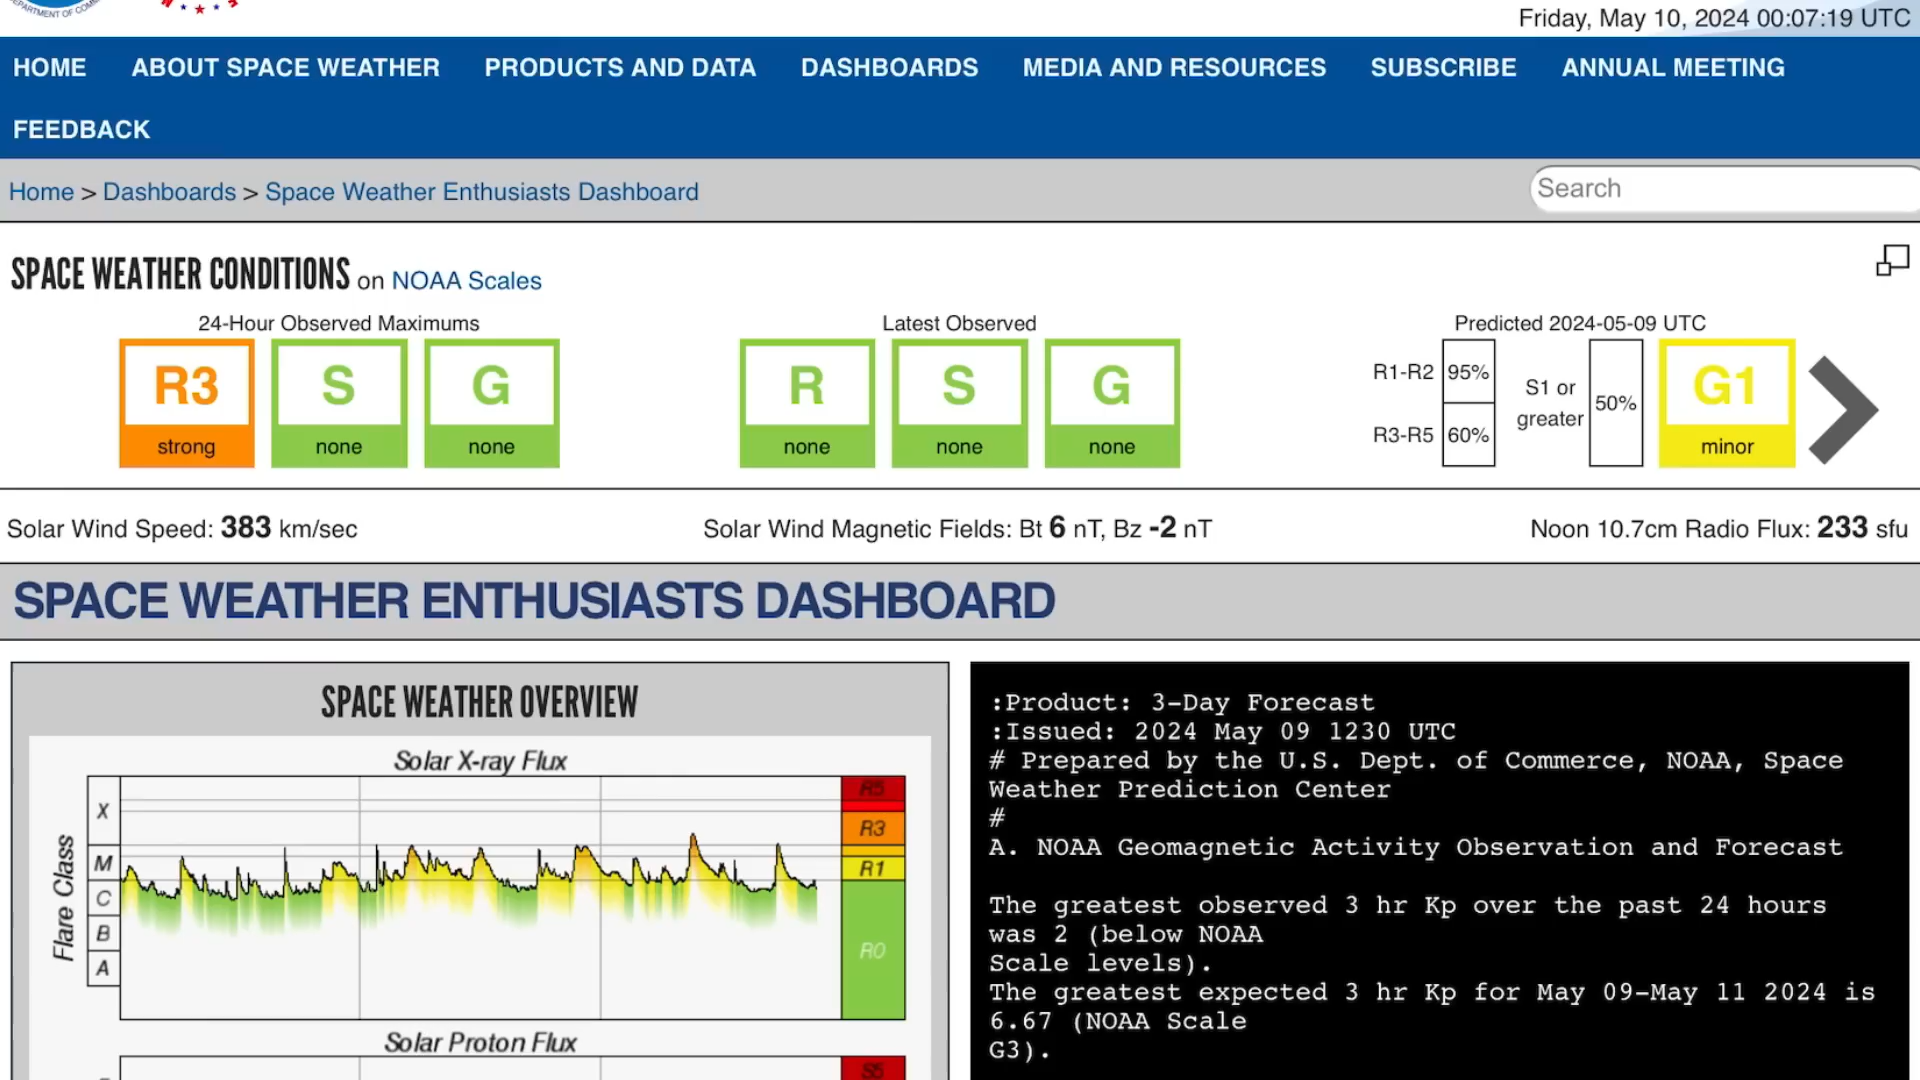 DEPARTMENT OF COM
Friday, May 10, 2024 00:07:19 UTC
HOME ABOUT SPACE WEATHER PRODUCTS AND DATA DASHBOARDS MEDIA AND RESOURCES SUBSCRIBE ANNUAL MEETING
FEEDBACK
Home > Dashboards > Space Weather Enthusiasts Dashboard
Search
SPACE WEATHER CONDITIONS on NOAA Scales
24-Hour Observed Maximums
R3
strong
S
none
G
none
Latest Observed
R
none
S
none
G
none
Predicted 2024-05-09 UTC
R1-R2 95%
R3-R5 60%
S1 or
greater
50%
G1
minor
Solar Wind Speed: 383 km/sec
Solar Wind Magnetic Fields: Bt 6 nT, Bz -2 nT
Noon 10.7cm Radio Flux: 233 sfu
SPACE WEATHER ENTHUSIASTS DASHBOARD
SPACE WEATHER OVERVIEW
Solar X-ray Flux
Flare Class
X
M
C
B
A
R5
R3
R1
R0
Solar Proton Flux
S5
:Product: 3-Day Forecast
:Issued: 2024 May 09 1230 UTC
# Prepared by the U.S. Dept. of Commerce, NOAA, Space
Weather Prediction Center
#
A. NOAA Geomagnetic Activity Observation and Forecast
The greatest observed 3 hr Kp over the past 24 hours
was 2 (below NOAA
Scale levels).
The greatest expected 3 hr Kp for May 09-May 11 2024 is
6.67 (NOAA Scale
G3).